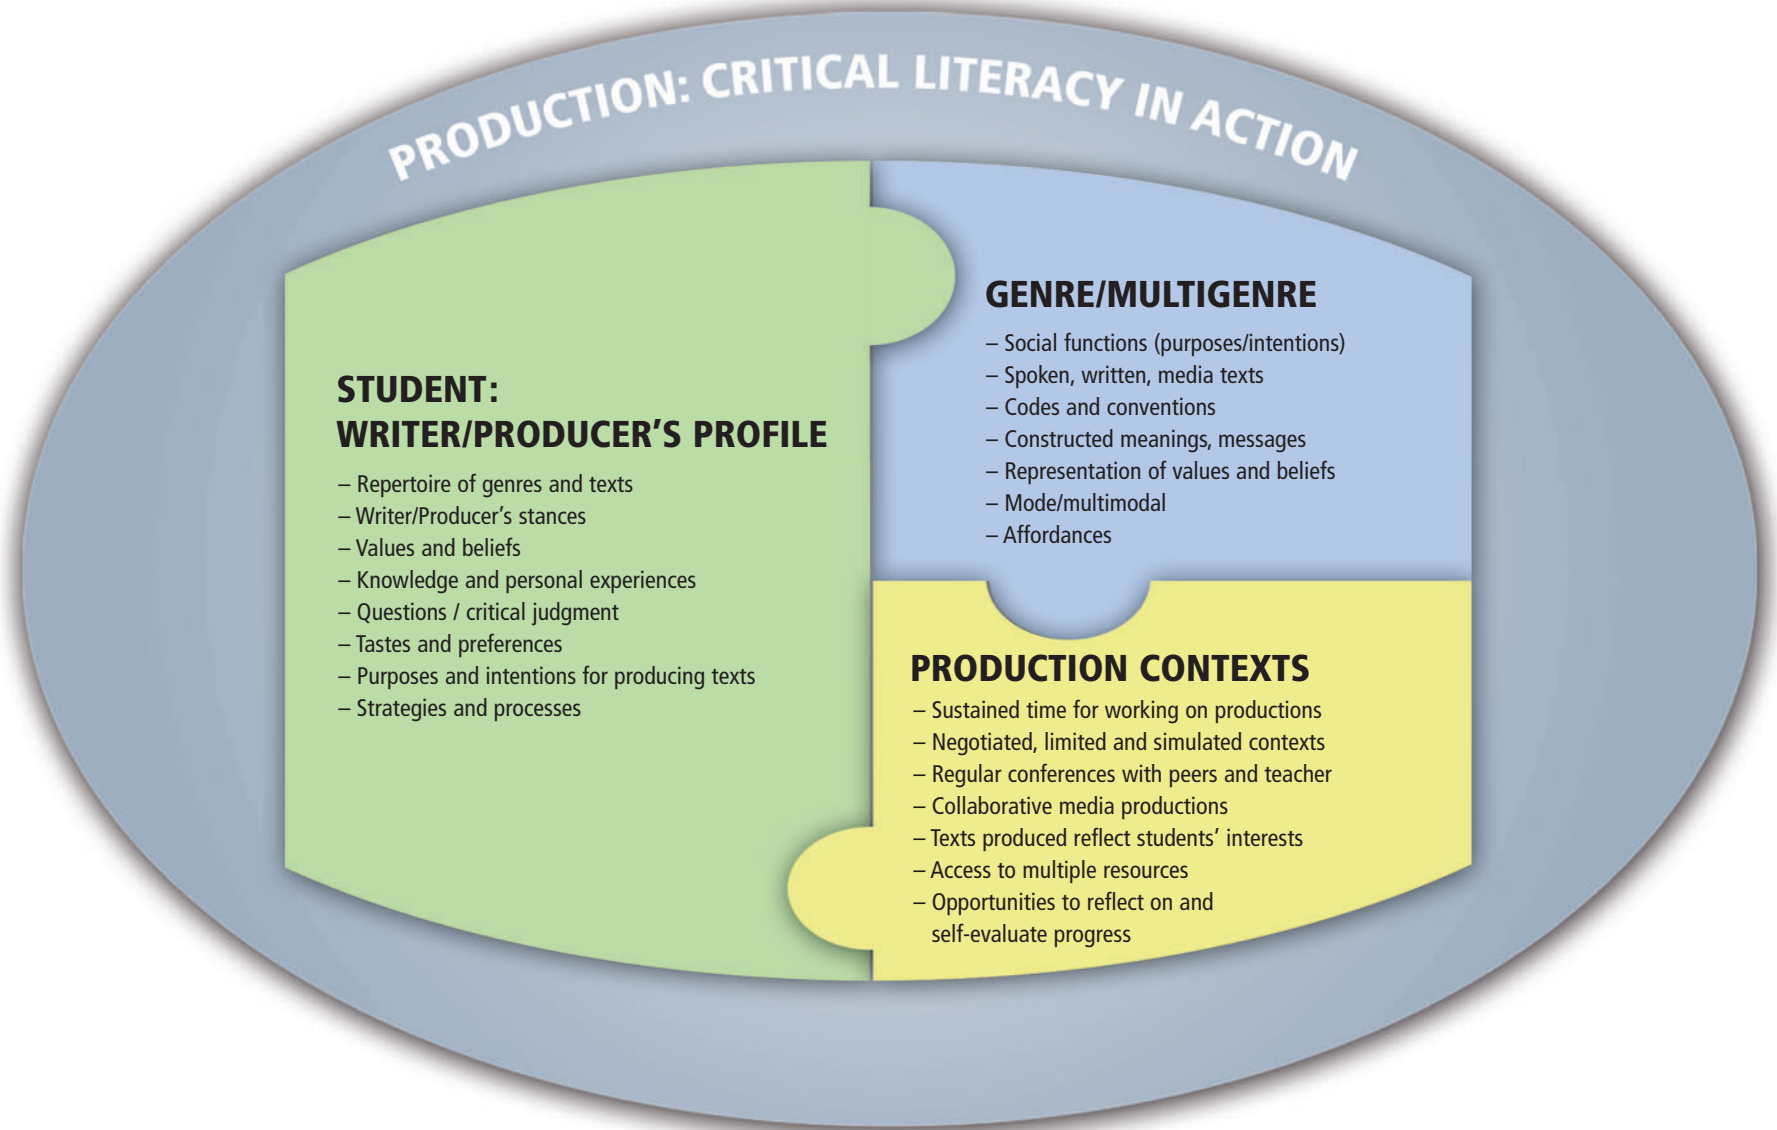 PRODUCTION: CRITICAL LITERACY IN ACTION
STUDENT:
WRITER/PRODUCER’S PROFILE
– Repertoire of genres and texts
– Writer/Producer’s stances
– Values and beliefs
– Knowledge and personal experiences
– Questions / critical judgment
– Tastes and preferences
– Purposes and intentions for producing texts
– Strategies and processes
GENRE/MULTIGENRE
– Social functions (purposes/intentions)
– Spoken, written, media texts
– Codes and conventions
– Constructed meanings, messages
– Representation of values and beliefs
– Mode/multimodal
– Affordances
PRODUCTION CONTEXTS
– Sustained time for working on productions
– Negotiated, limited and simulated contexts
– Regular conferences with peers and teacher
– Collaborative media productions
– Texts produced reflect students’ interests
– Access to multiple resources
– Opportunities to reflect on and
self-evaluate progress